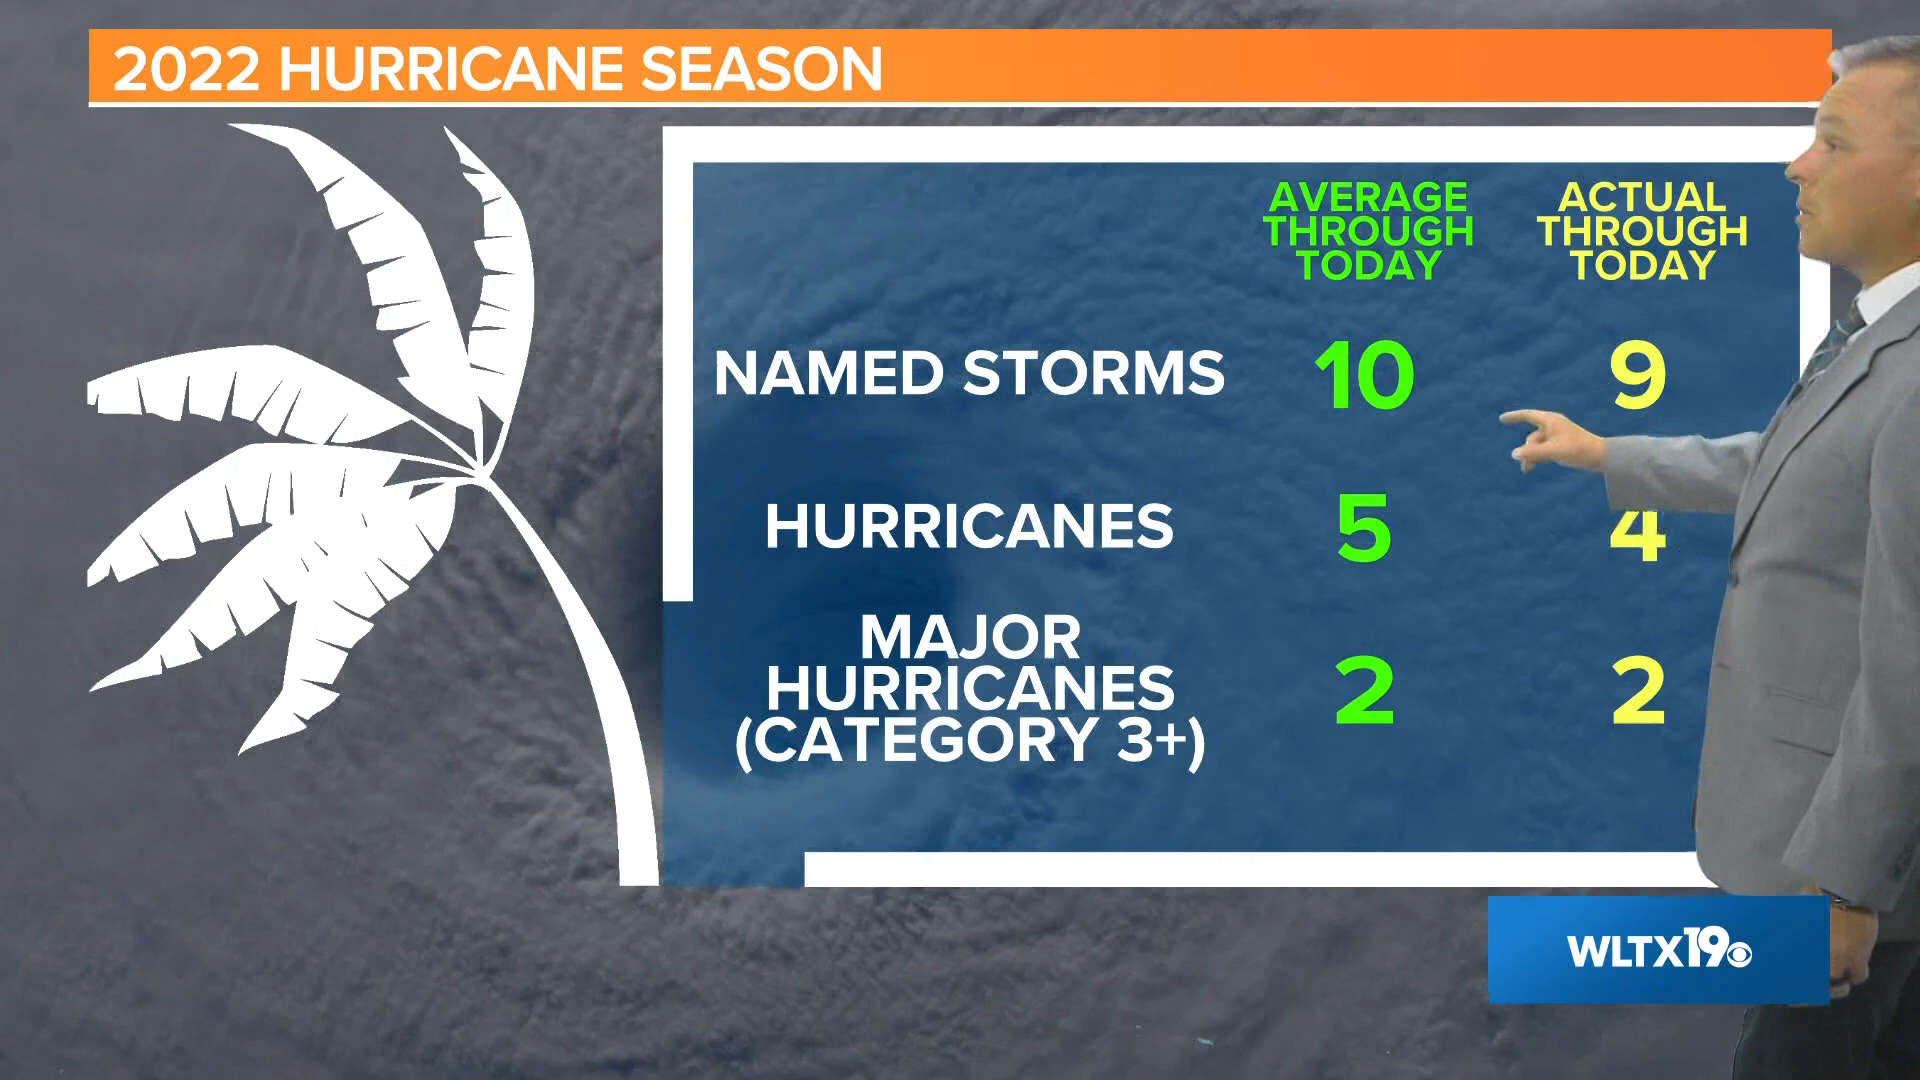 2022 HURRICANE SEASON
AVERAGE THROUGH TODAY
ACTUAL THROUGH TODAY
NAMED STORMS 10 9
HURRICANES 5 4
MAJOR HURRICANES (CATEGORY 3+) 2 2
WLTX19